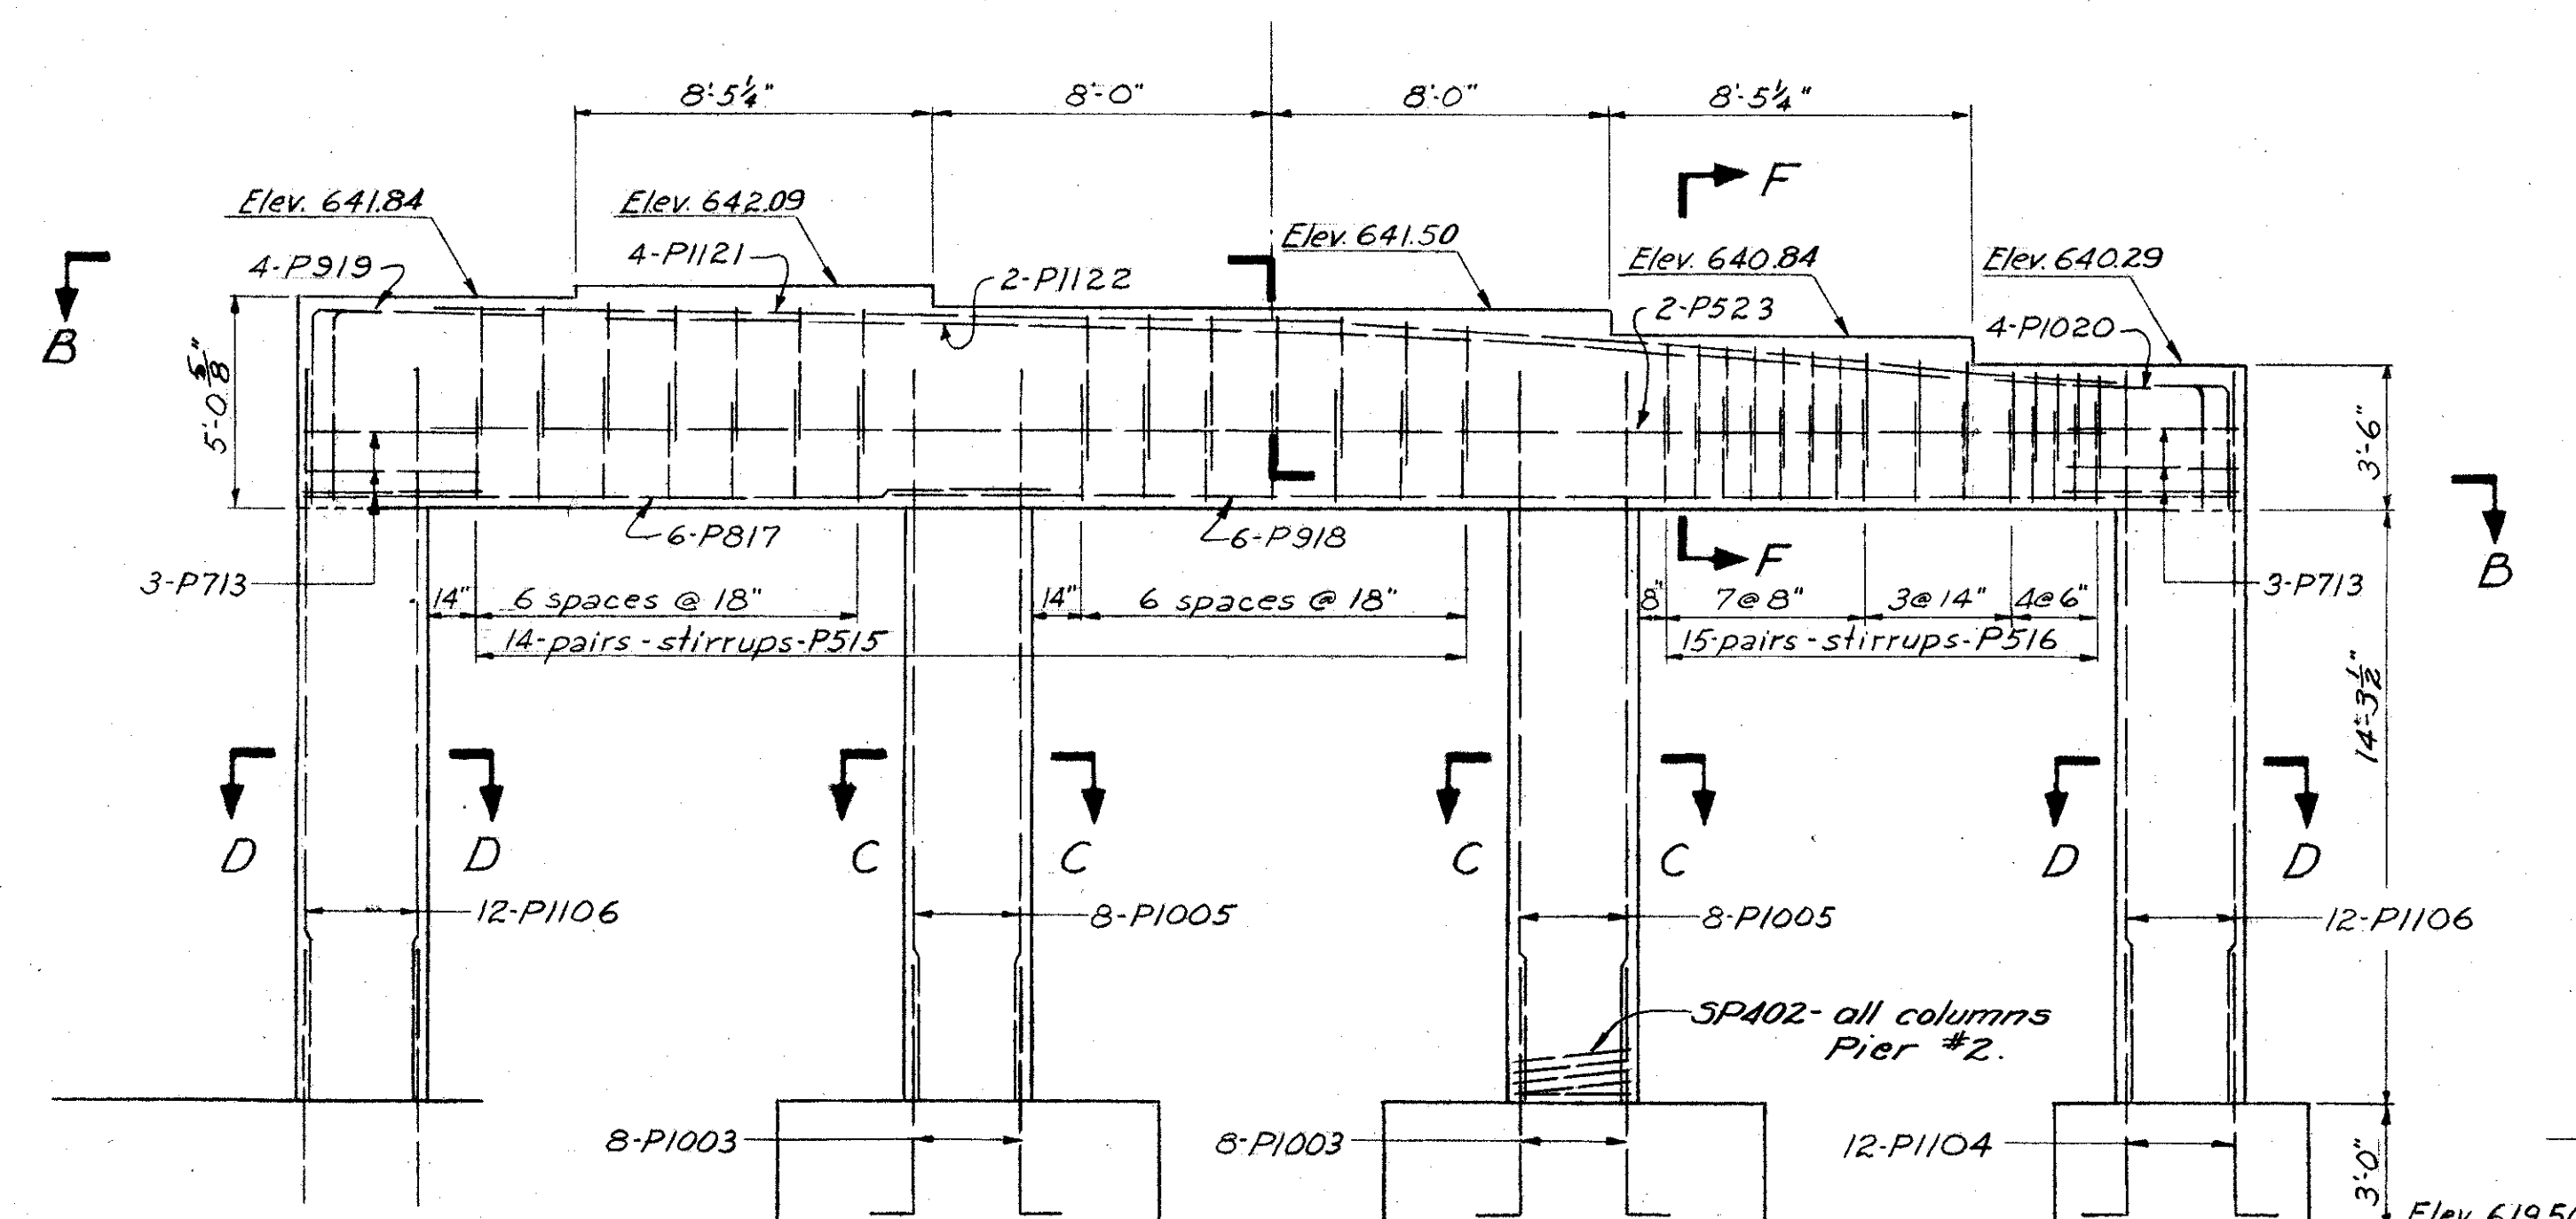 8'-5¼" 8'-0" 8'-0" 8'-5¼"
F
Elev. 641.84 Elev. 642.09 Elev. 641.50 Elev. 640.84 Elev. 640.29
4-P919 4-P1121 2-P1122 2-P523 4-P1020
B
5'-0⅝"
3'-6"
6-P817 6-P918 F
B
3-P713 3-P713
14" 6 spaces @ 18" 14" 6 spaces @ 18" 8" 7@8" 3@14" 4@6"
14-pairs-stirrups-P515 15-pairs-stirrups-P516
14'-3½"
D D C C C C D D
12-P1106 8-P1005 8-P1005 12-P1106
SP402- all columns
Pier #2.
8-P1003 8-P1003 12-P1104
3'-0"